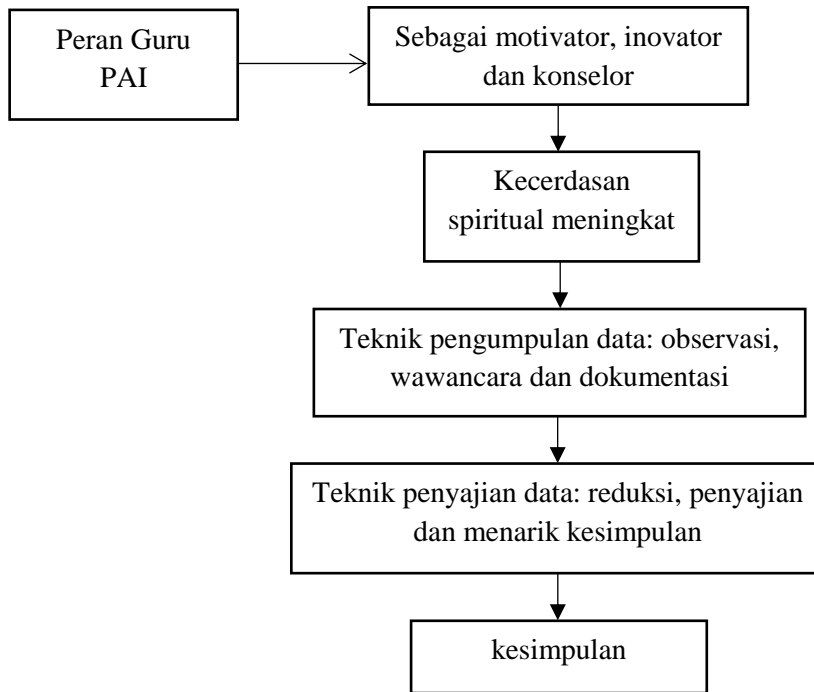 Peran Guru
PAI
Sebagai motivator, inovator
dan konselor
Kecerdasan
spiritual meningkat
Teknik pengumpulan data: observasi,
wawancara dan dokumentasi
Teknik penyajian data: reduksi, penyajian
dan menarik kesimpulan
kesimpulan